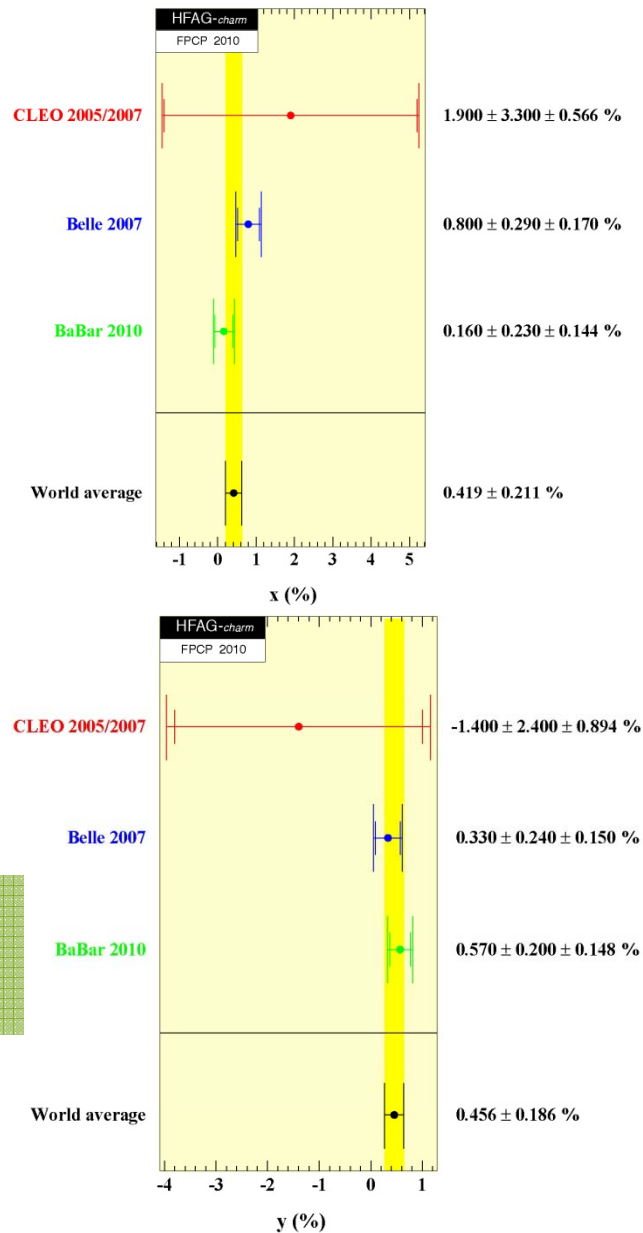 HFAG-charm
FPCP 2010
CLEO 2005/2007 1.900 ± 3.300 ± 0.566 %
Belle 2007 0.800 ± 0.290 ± 0.170 %
BaBar 2010 0.160 ± 0.230 ± 0.144 %
World average 0.419 ± 0.211 %
-1 0 1 2 3 4 5
x (%)
HFAG-charm
FPCP 2010
CLEO 2005/2007 -1.400 ± 2.400 ± 0.894 %
Belle 2007 0.330 ± 0.240 ± 0.150 %
BaBar 2010 0.570 ± 0.200 ± 0.148 %
World average 0.456 ± 0.186 %
-4 -3 -2 -1 0 1
y (%)